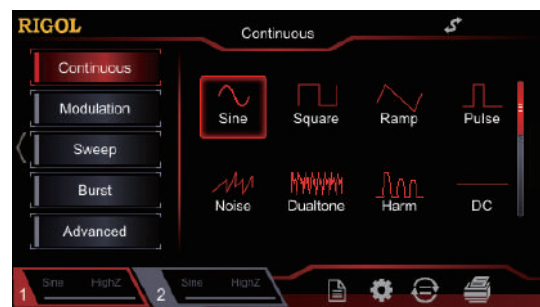 RIGOL
Continuous
Continuous
Modulation
Sweep
Burst
Advanced
Sine Square Ramp Pulse
Noise Dualtone Harm DC
1 Sine HighZ 2 Sine HighZ